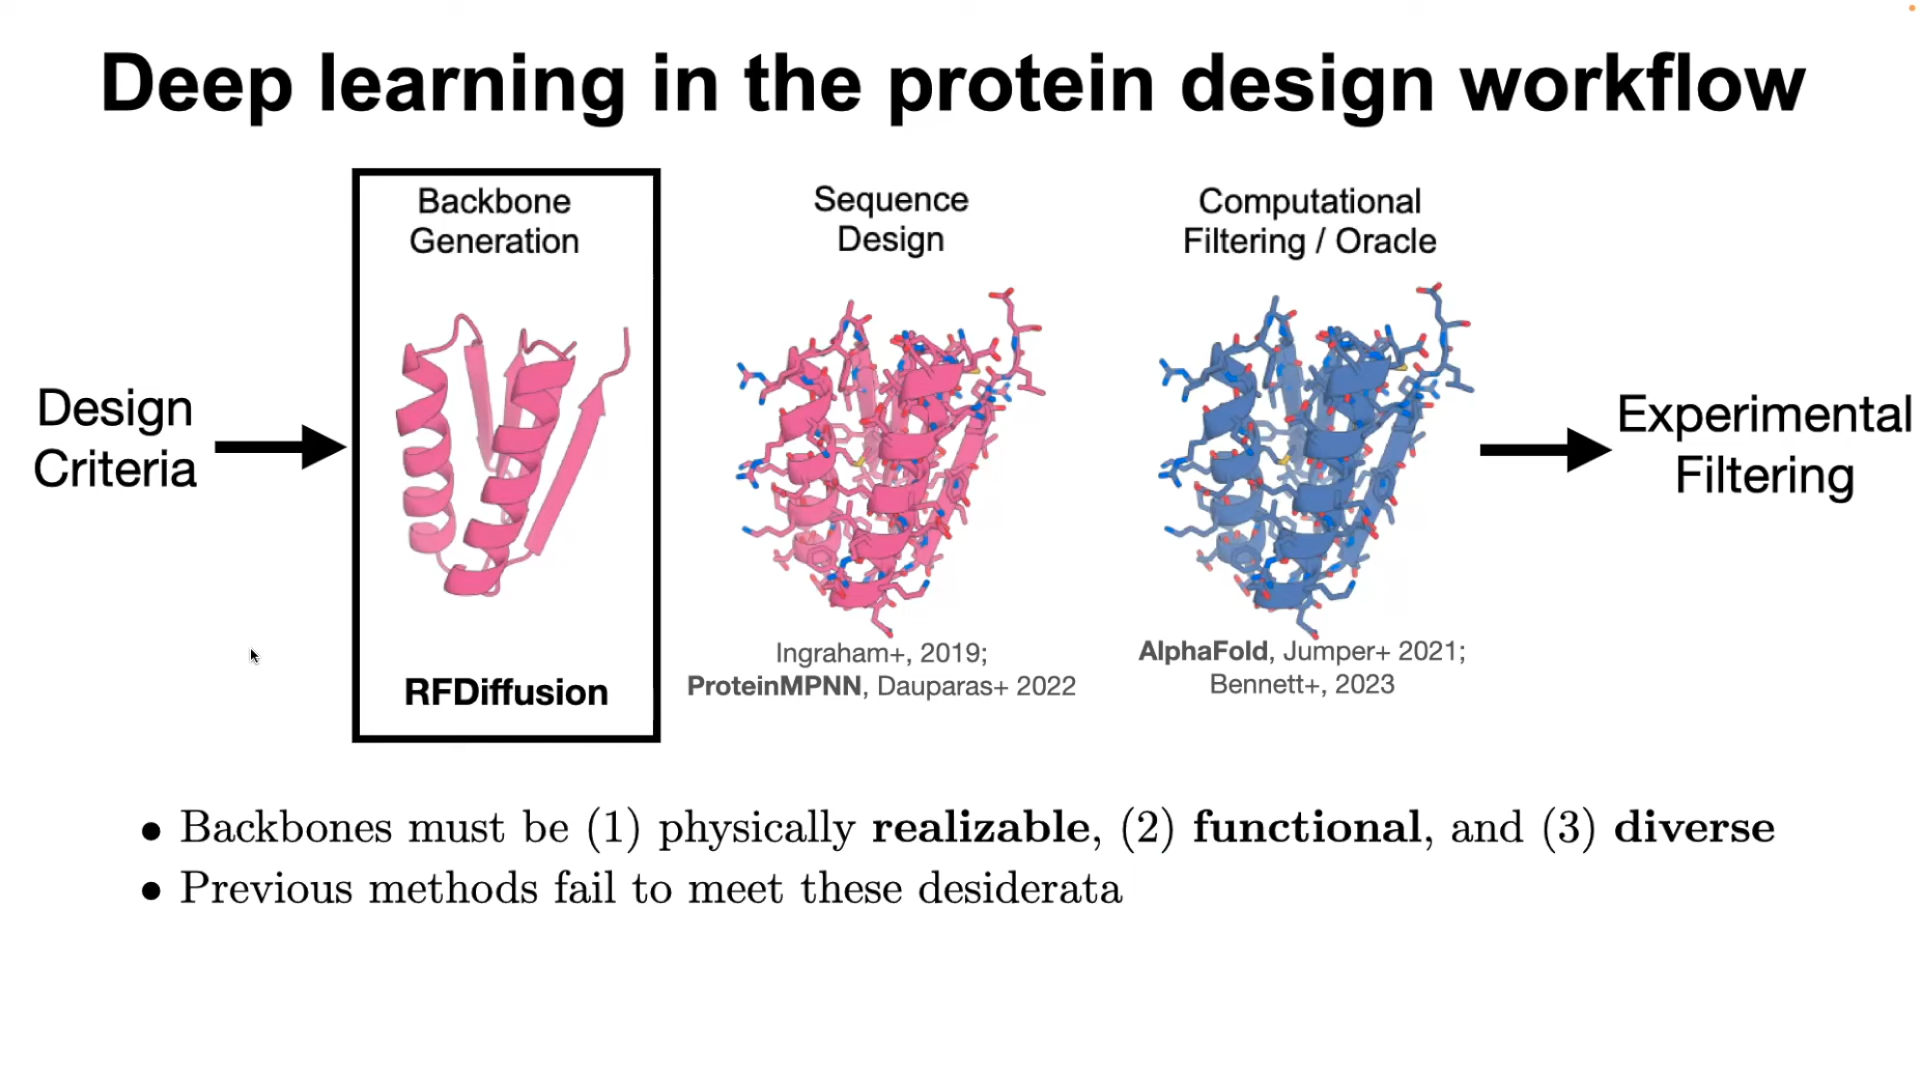 Deep learning in the protein design workflow
Design
Criteria
Backbone
Generation
RFDiffusion
Sequence
Design
Ingraham+, 2019;
ProteinMPNN, Dauparas+ 2022
Computational
Filtering / Oracle
AlphaFold, Jumper+ 2021;
Bennett+, 2023
Experimental
Filtering
• Backbones must be (1) physically realizable, (2) functional, and (3) diverse
• Previous methods fail to meet these desiderata